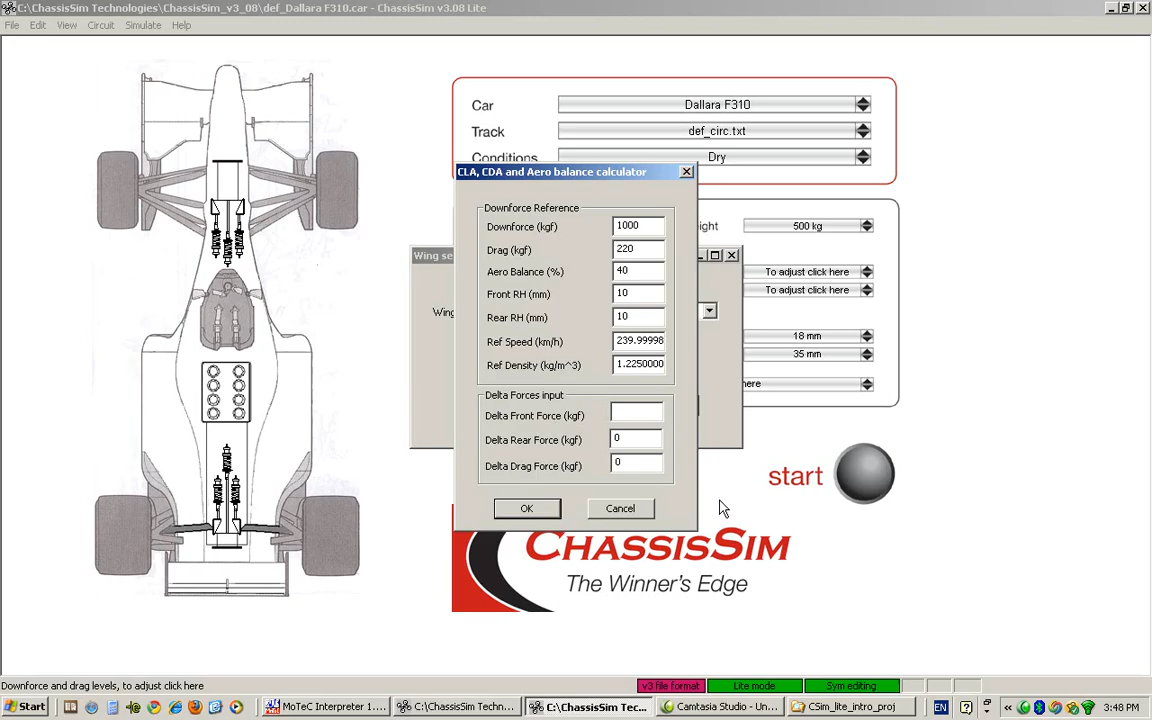 C:\ChassisSim Technologies\ChassisSim_v3_08\def_Dallara F310.car - ChassisSim v3.08 Lite
File Edit View Circuit Simulate Help
Car Dallara F310
Track def_circ.txt
Conditions Dry
CLA, CDA and Aero balance calculator
Downforce Reference
Downforce (kgf) 1000
eight 500 kg
Drag (kgf) 220
Wing se
Aero Balance (%) 40
To adjust click here
Front RH (mm) 10
To adjust click here
Wing
Rear RH (mm) 10
Ref Speed (km/h) 239.99998
18 mm
35 mm
Ref Density (kg/m^3) 1.2250000
here
Delta Forces input
Delta Front Force (kgf)
Delta Rear Force (kgf) 0
Delta Drag Force (kgf) 0
start
OK Cancel
CHASSISSIM
The Winner's Edge
Downforce and drag levels, to adjust click here
v3 file format Lite mode Sym editing
Start MoTeC Interpreter 1.... C:\ChassisSim Techn... C:\ChassisSim Tec... Camtasia Studio - Un... CSim_lite_intro_proj EN 3:48 PM